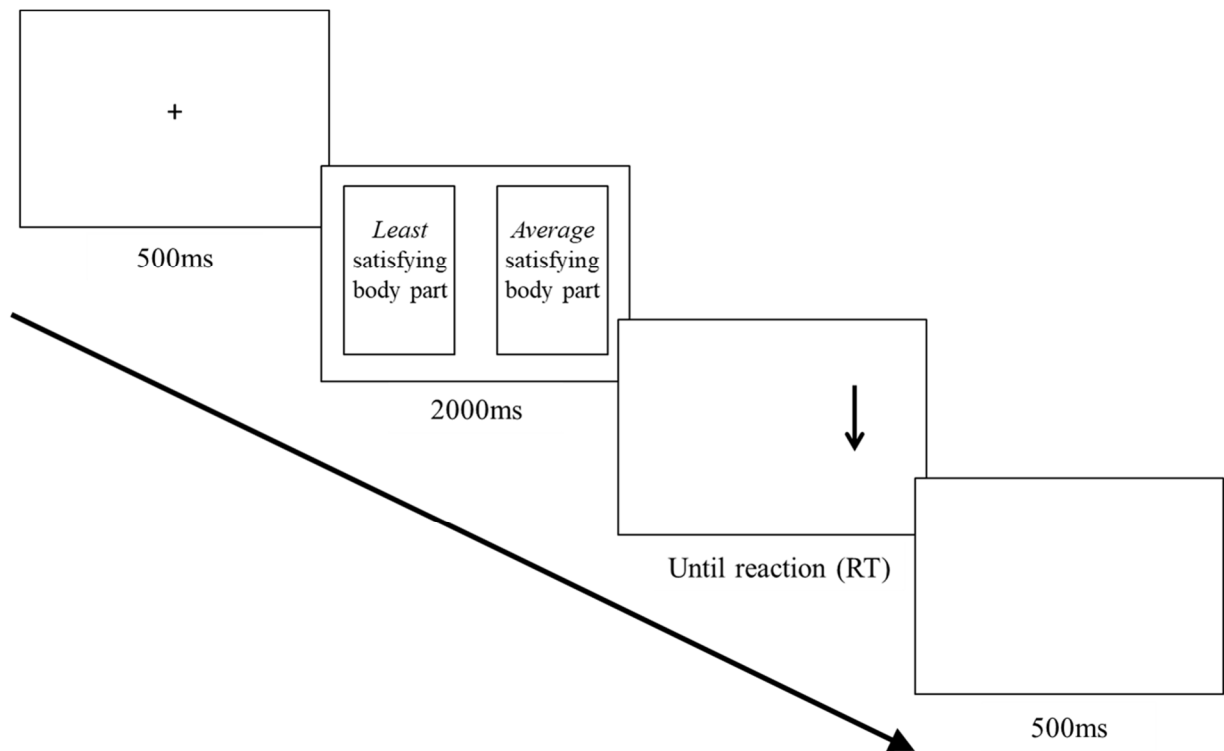 +
500ms
Least
satisfying
body part
Average
satisfying
body part
2000ms
Until reaction (RT)
500ms